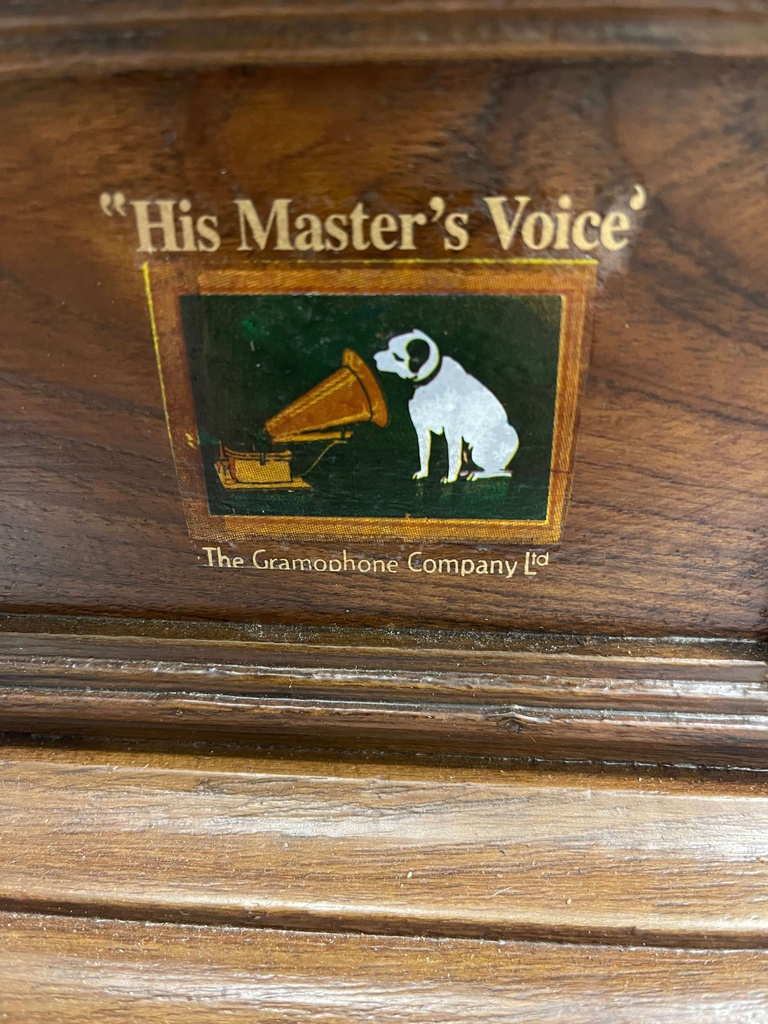 "His Master's Voice'
The Gramophone Company Ltd